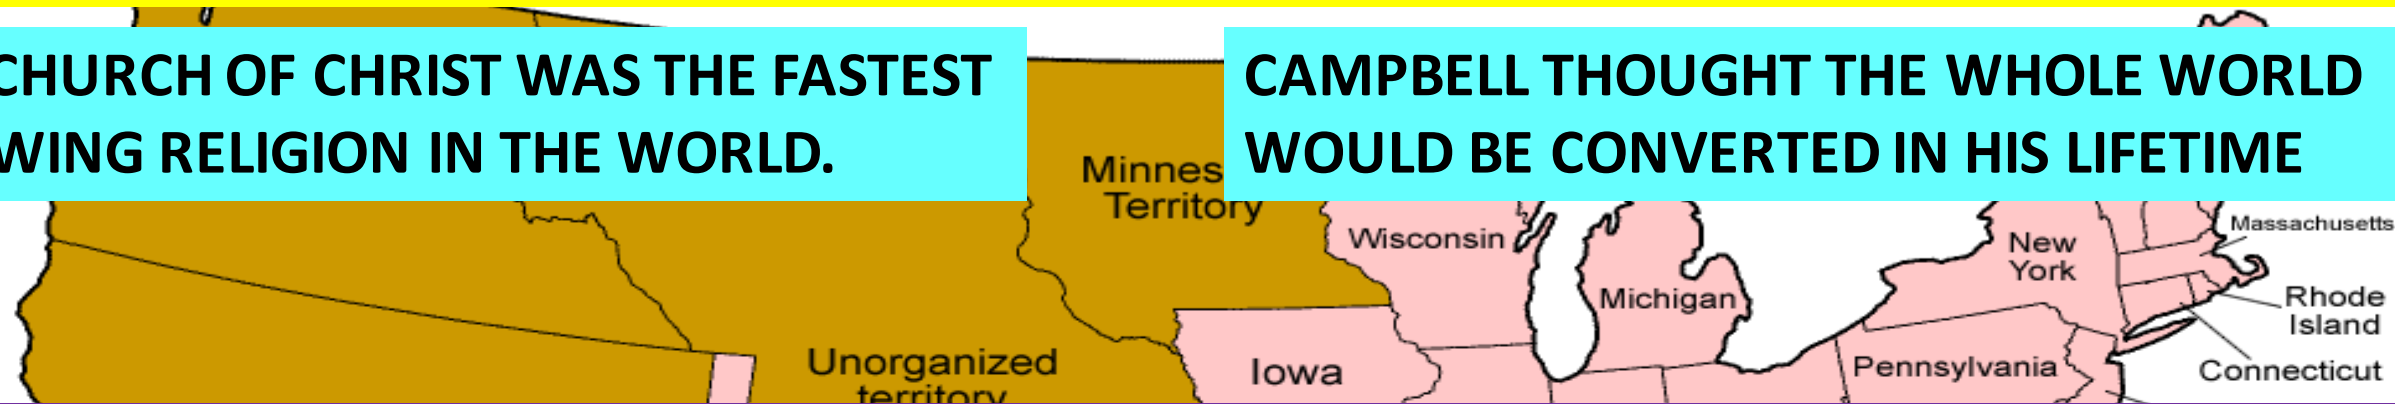 CHURCH OF CHRIST WAS THE FASTEST
WING RELIGION IN THE WORLD.
CAMPBELL THOUGHT THE WHOLE WORLD
WOULD BE CONVERTED IN HIS LIFETIME
Minnes
Territory
Wisconsin
Michigan
New
York
Massachusetts
Rhode
Island
Connecticut
Pennsylvania
Iowa
Unorganized
territory